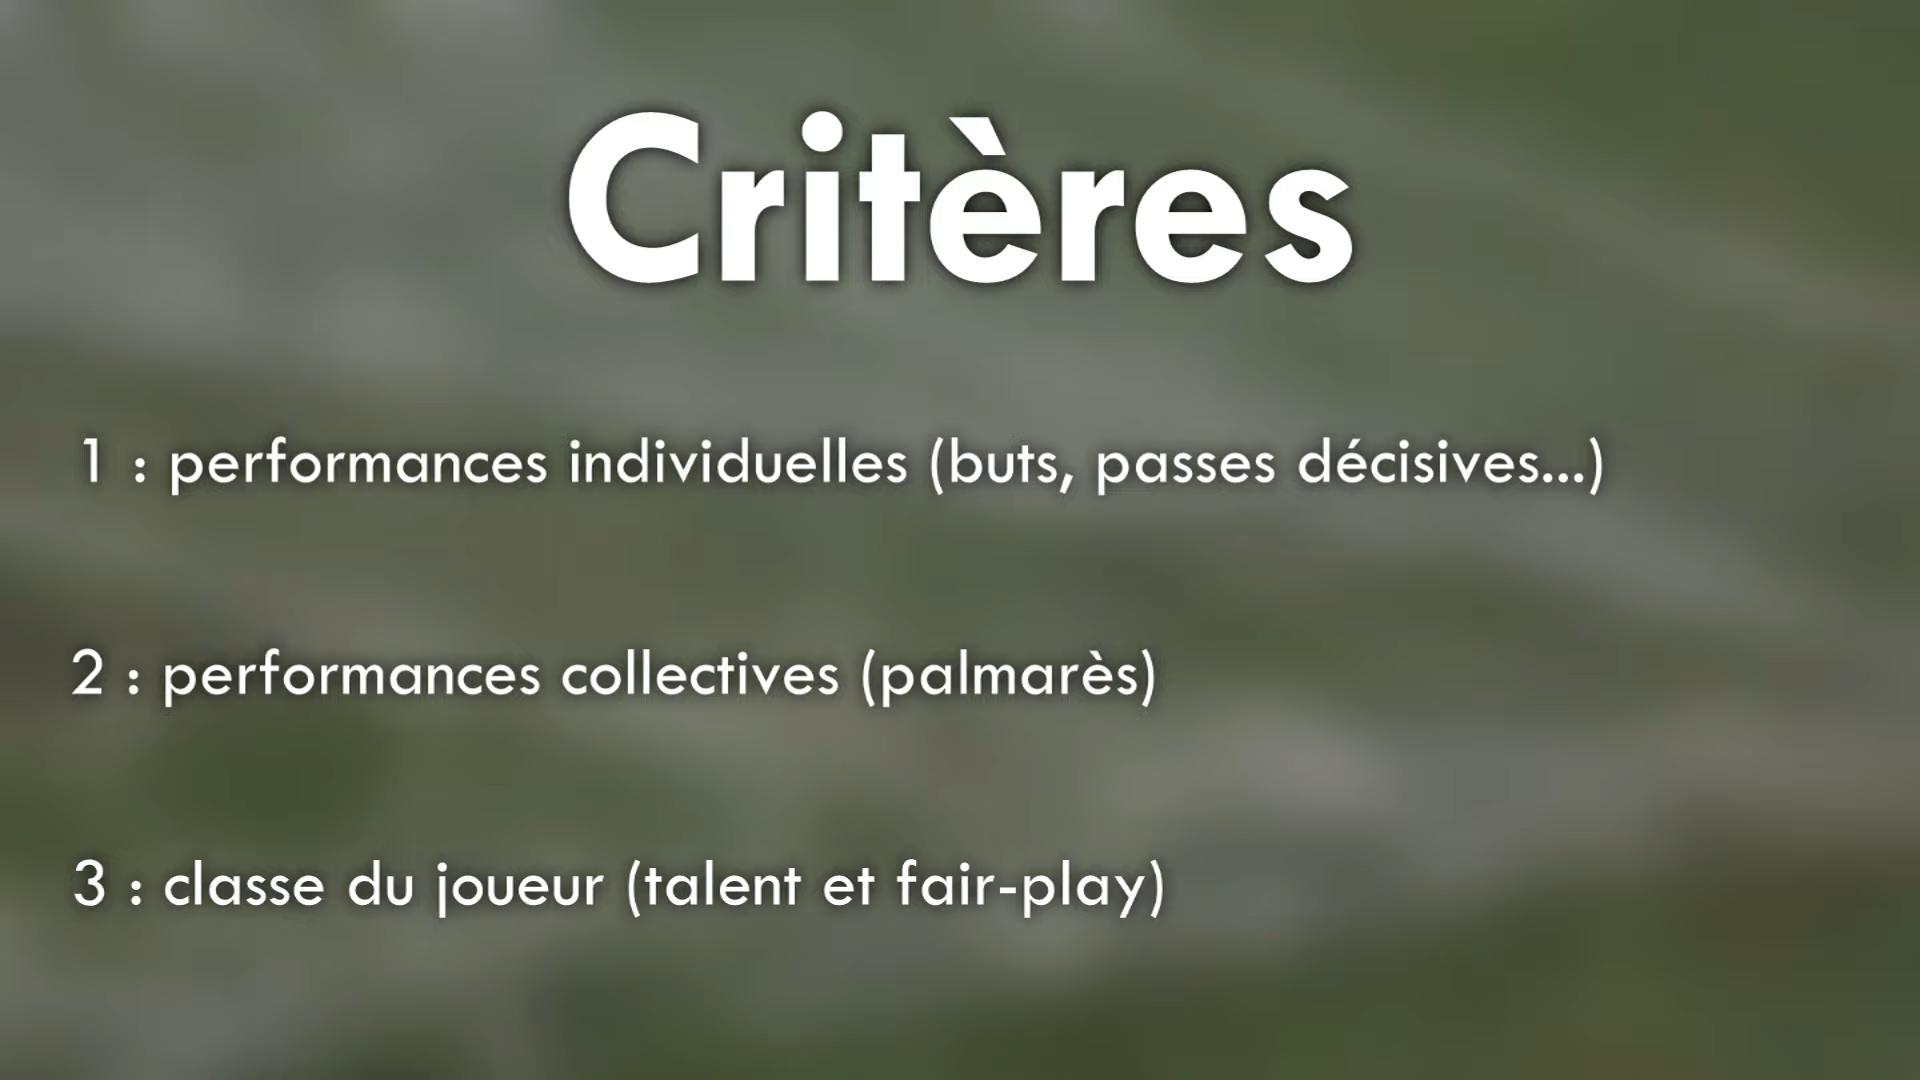 Critères
1 : performances individuelles (buts, passes décisives...)
2 : performances collectives (palmarès)
3 : classe du joueur (talent et fair-play)